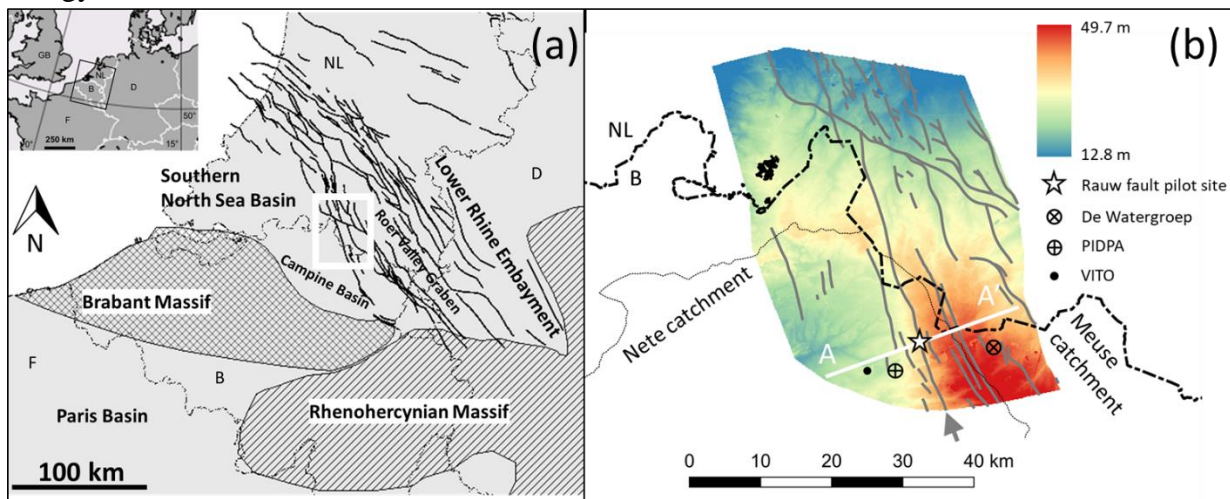 (a)
GB
NL
B
D
F
50°
0°
15°
250 km
NL
D
Southern
North Sea Basin
Lower Rhine Embayment
Roer Valley Graben
N
Campine Basin
Brabant Massif
F
B
Paris Basin
Rhenohercynian Massif
100 km
(b)
49.7 m
12.8 m
Rauw fault pilot site
De Watergroep
PIDPA
VITO
NL
B
Nete catchment
A
A'
Meuse
catchment
0 10 20 30 40 km